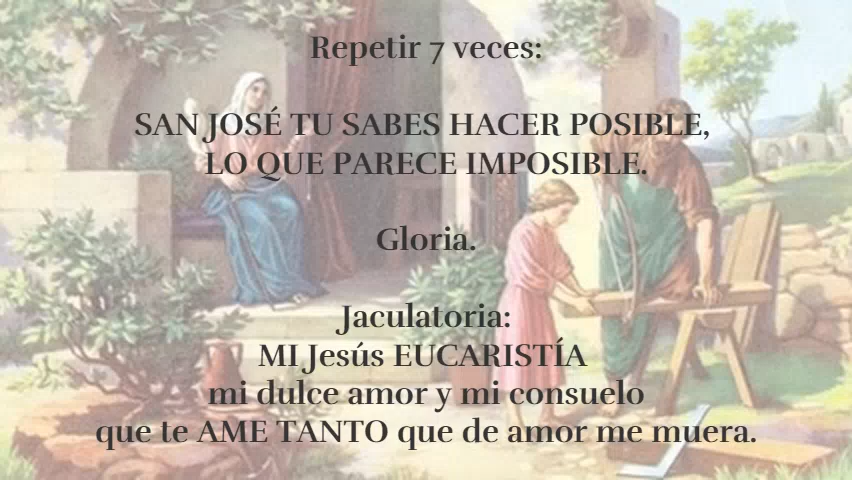 Repetir 7 veces:
SAN JOSÉ TU SABES HACER POSIBLE,
LO QUE PARECE IMPOSIBLE.
Gloria.
Jaculatoria:
MI Jesús EUCARISTÍA
mi dulce amor y mi consuelo
que te AME TANTO que de amor me muera.